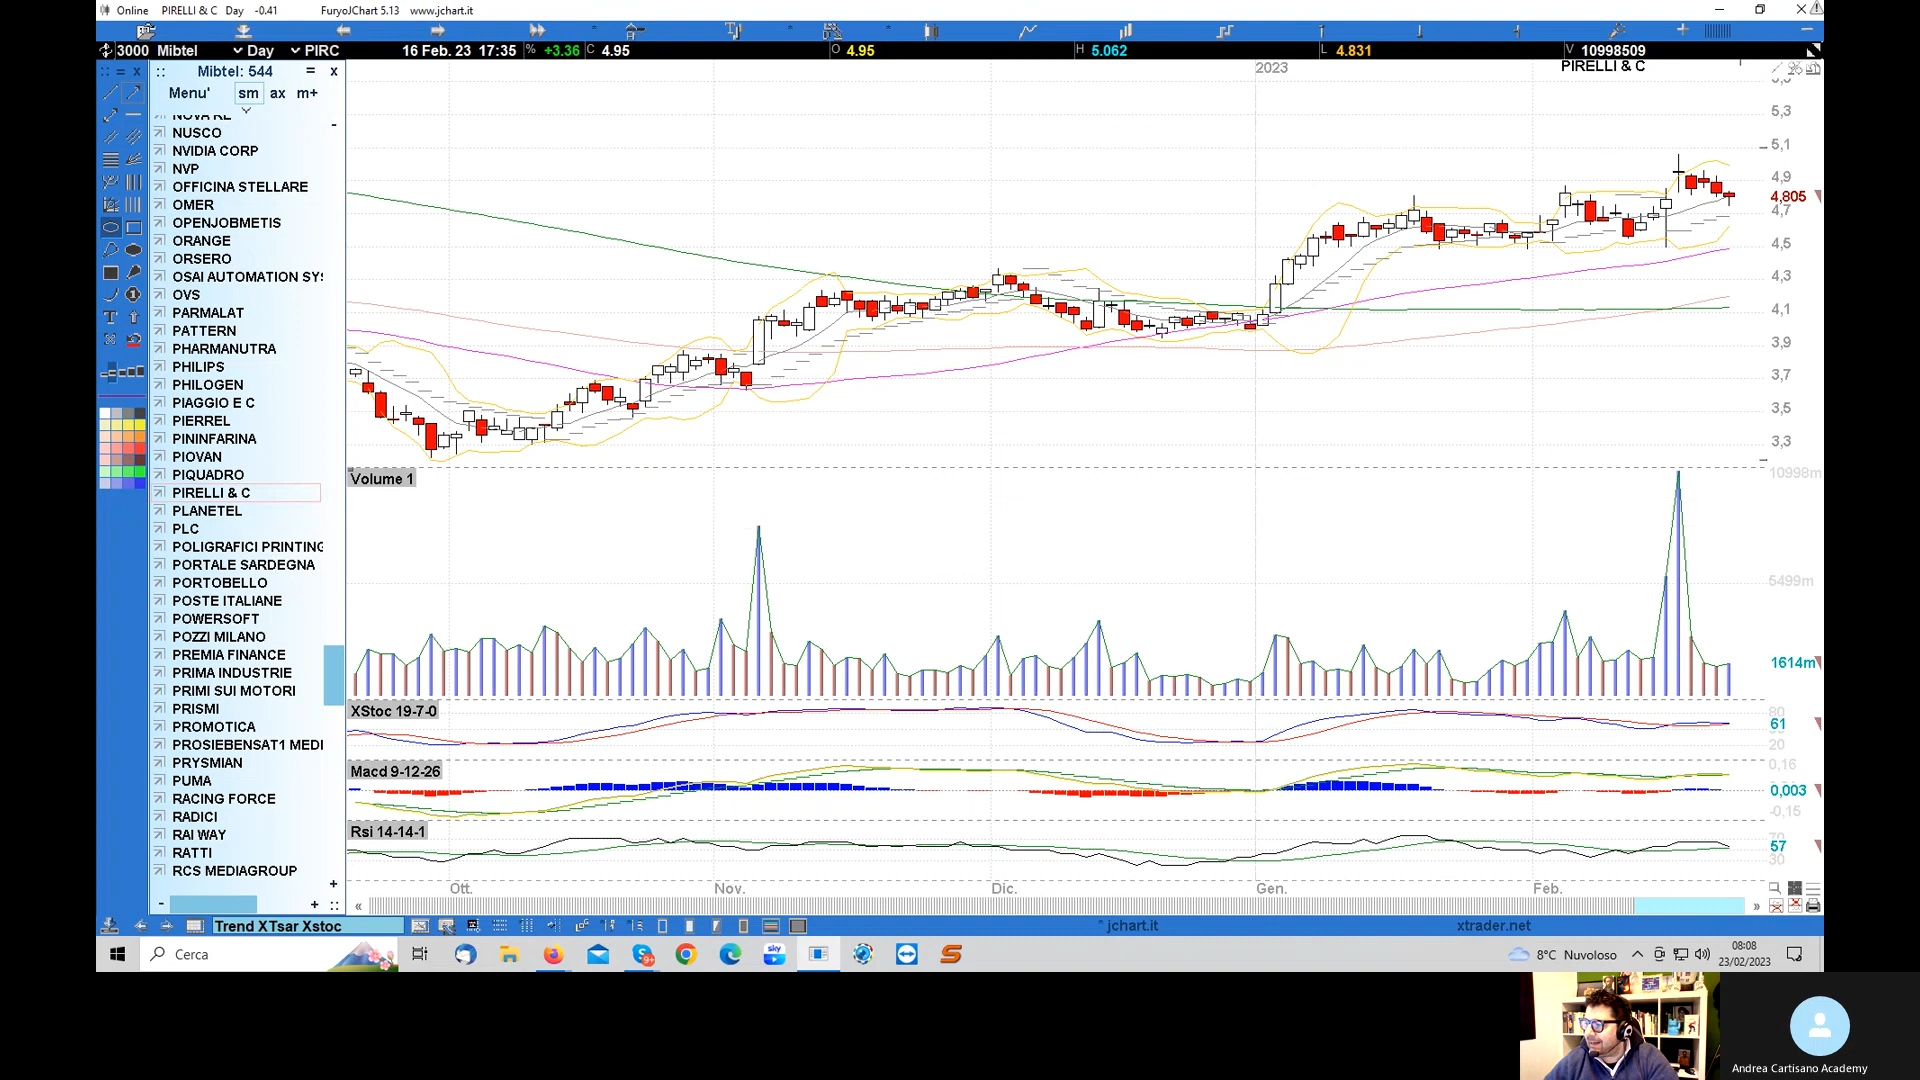 Online PIRELLI & C Day -0.41 FuryoJChart 5.13 www.jchart.it
3000 Mibtel Day PIRC 16 Feb. 23 17:35 % +3.36 C 4.95 O 4.95 H 5.062 L 4.831 V 10998509
Mibtel: 544 = x
Menu' sm ax m+
NOVA RE
NUSCO
NVIDIA CORP
NVP
OFFICINA STELLARE
OMER
OPENJOBMETIS
ORANGE
ORSERO
OSAI AUTOMATION SYS
OVS
PARMALAT
PATTERN
PHARMANUTRA
PHILIPS
PHILOGEN
PIAGGIO E C
PIERREL
PININFARINA
PIOVAN
PIQUADRO
PIRELLI & C
PLANETEL
PLC
POLIGRAFICI PRINTING
PORTALE SARDEGNA
PORTOBELLO
POSTE ITALIANE
POWERSOFT
POZZI MILANO
PREMIA FINANCE
PRIMA INDUSTRIE
PRIMI SUI MOTORI
PRISMI
PROMOTICA
PROSIEBENSAT1 MEDI
PRYSMIAN
PUMA
RACING FORCE
RADICI
RAI WAY
RATTI
RCS MEDIAGROUP
2023
PIRELLI & C
5,3
5,1
4,9
4,805
4,7
4,5
4,3
4,1
3,9
3,7
3,5
3,3
Volume 1
10998m
5499m
1614m
XStoc 19-7-0
80
61
20
Macd 9-12-26
0,16
0,003
-0,15
Rsi 14-14-1
70
57
30
Ott. Nov. Dic. Gen. Feb.
Trend XTsar Xstoc
* jchart.it
xtrader.net
Cerca
sky
9+
8°C Nuvoloso
08:08
23/02/2023
Andrea Cartisano Academy